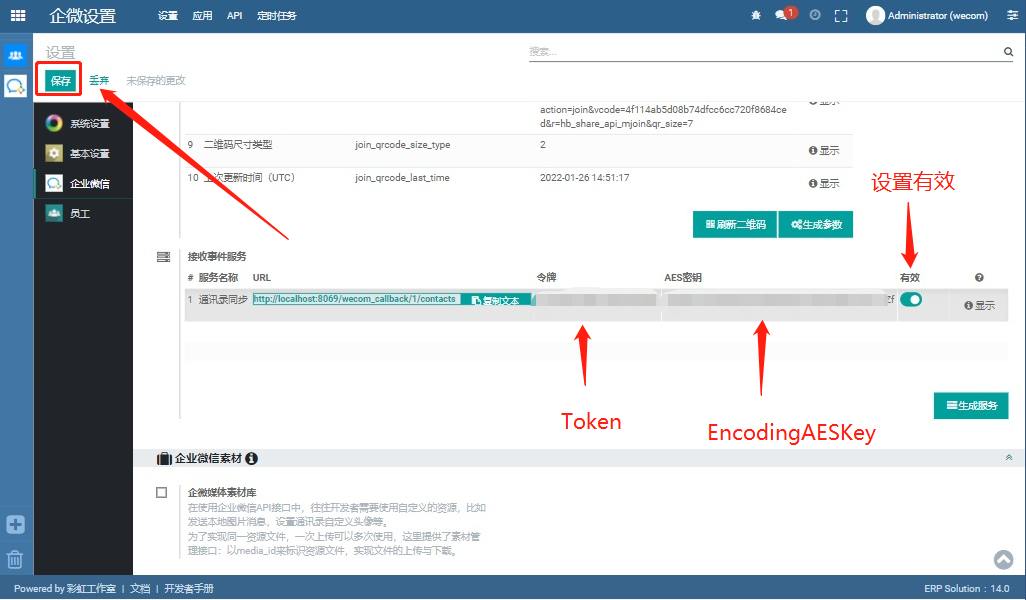 企微设置 设置 应用 API 定时任务 1 Administrator (wecom)
设置 搜索...
保存 丢弃 未保存的更改
系统设置
基本设置
企业微信
员工
action=join&vcode=4f114ab5d08b74dfcc6cc720f8684ce 显示
d&r=hb_share_api_mjoin&qr_size=7
9 二维码尺寸类型 join_qrcode_size_type 2 显示
10 上次更新时间（UTC） join_qrcode_last_time 2022-01-26 14:51:17 显示
设置有效
刷新二维码 生成参数
接收事件服务
# 服务名称 URL 令牌 AES密钥 有效
1 通讯录同步 http://localhost:8069/wecom_callback/1/contacts 复制文本 显示
Token
EncodingAESKey
生成服务
企业微信素材
企微媒体素材库
在使用企业微信API接口中，往往开发者需要使用自定义的资源，比如
发送本地图片消息，设置通讯录自定义头像等。
为了实现同一资源文件，一次上传可以多次使用，这里提供了素材管
理接口：以media_id来标识资源文件，实现文件的上传与下载。
Powered by 彩虹工作室 | 文档 | 开发者手册 ERP Solution：14.0